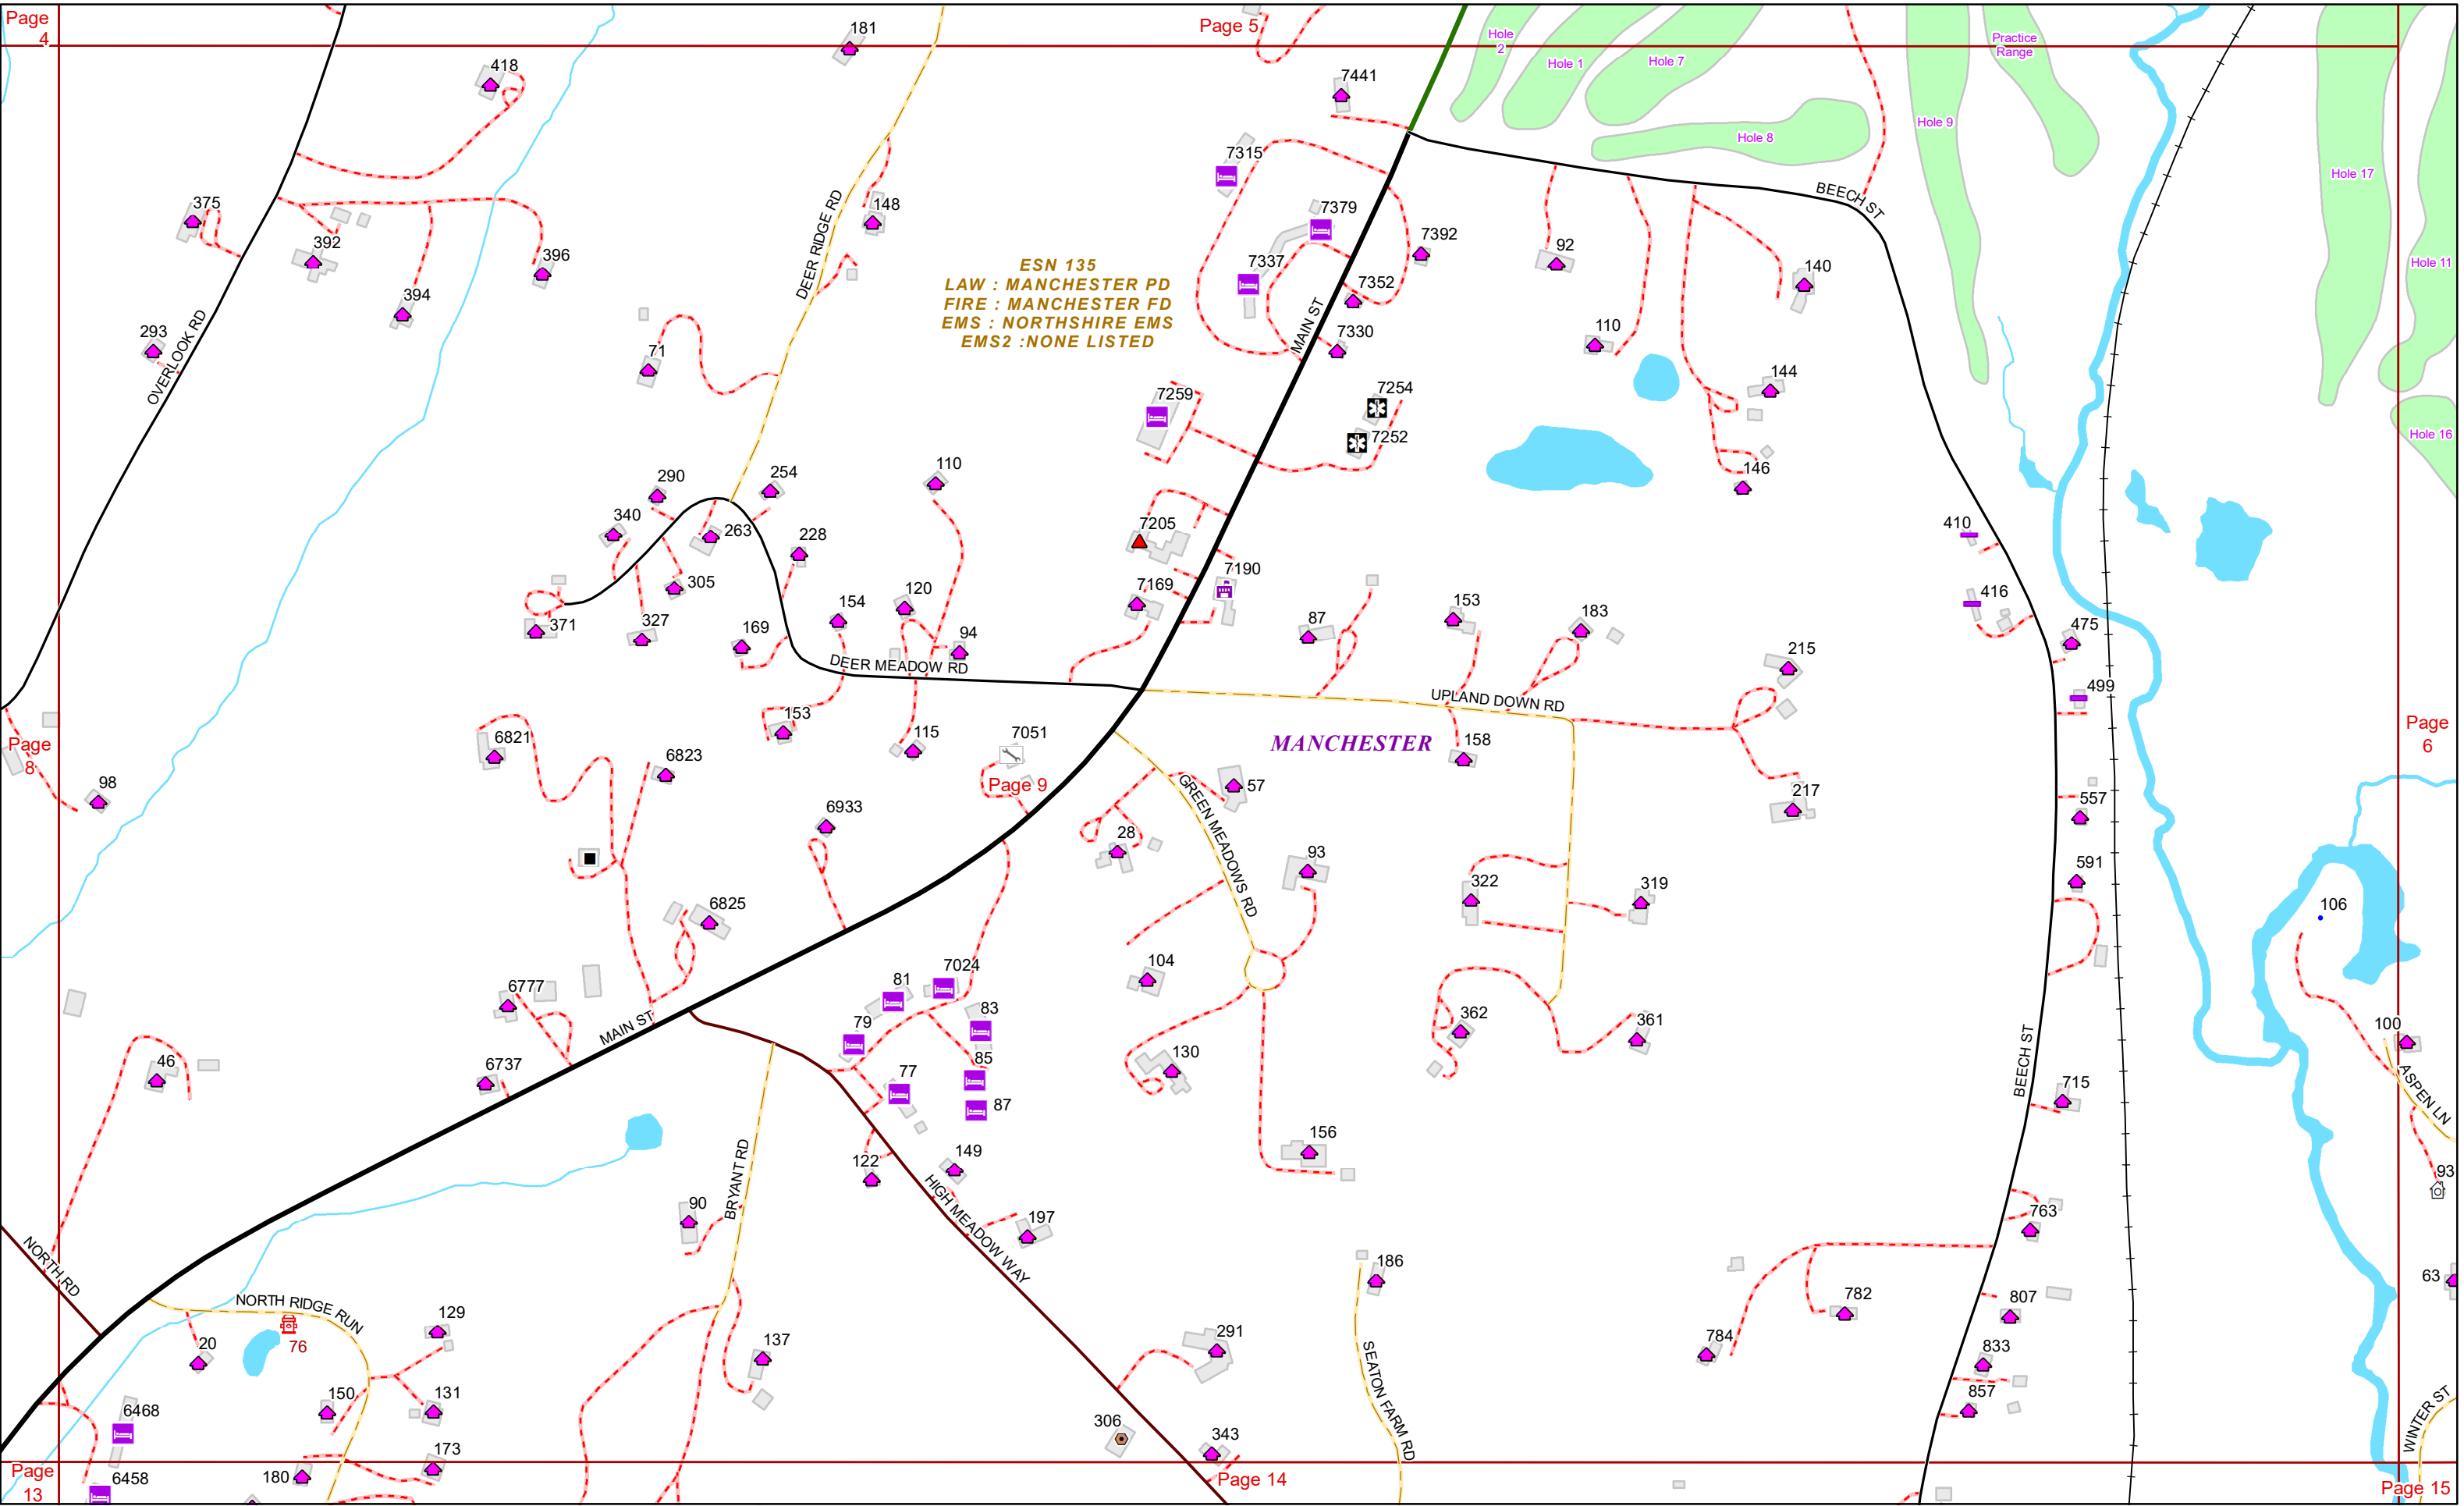 Page
4
Page 5
181
418
7441
Hole
2
Hole 1
Hole 7
Hole 8
Hole 9
Practice
Range
Hole 17
Hole 11
Hole 16
375
392
394
396
293
OVERLOOK RD
148
DEER RIDGE RD
71
ESN 135
LAW : MANCHESTER PD
FIRE : MANCHESTER FD
EMS : NORTHSHIRE EMS
EMS2 :NONE LISTED
7315
7379
7337
7392
7352
7330
MAIN ST
7259
7254
7252
BEECH ST
92
110
140
144
146
290
254
340
263
228
305
327
371
169
154
110
120
94
DEER MEADOW RD
153
115
7205
7169
7190
87
153
183
215
UPLAND DOWN RD
158
217
410
416
475
499
557
591
Page
8
98
6821
6823
6933
7051
Page 9
MANCHESTER
Page
6
57
28
GREEN MEADOWS RD
93
322
319
6825
6777
6737
MAIN ST
81
7024
79
83
85
77
87
104
130
362
361
156
106
100
ASPEN LN
93
63
BEECH ST
715
763
807
833
857
782
784
46
NORTH RD
NORTH RIDGE RUN
76
20
129
131
150
173
180
90
BRYANT RD
137
122
149
197
HIGH MEADOW WAY
291
306
343
186
SEATON FARM RD
6468
6458
Page
13
Page 14
WINTER ST
Page 15